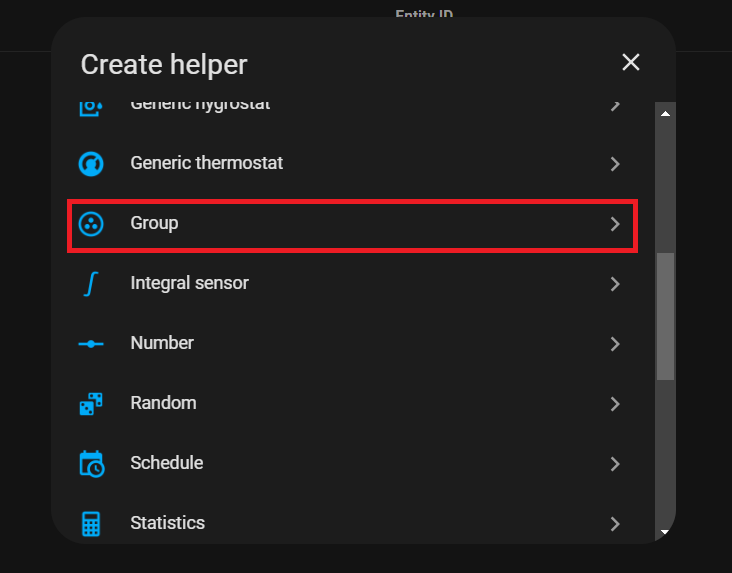 Entity ID
Create helper
Generic hygrostat
Generic thermostat
Group
Integral sensor
Number
Random
Schedule
Statistics